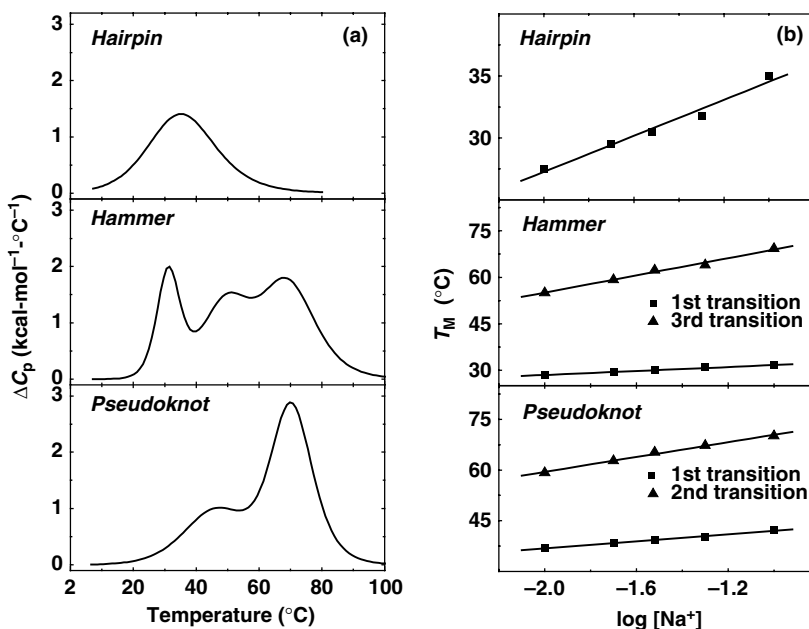 Hairpin (a)
3
2
1
0
Hammer
3
2
1
0
Pseudoknot
3
2
1
0
2 20 40 60 80 100
Temperature (°C)
ΔCp (kcal-mol⁻¹-°C⁻¹)
Hairpin (b)
35
30
Hammer
75
60
45
30
1st transition
3rd transition
Pseudoknot
75
60
45
1st transition
2nd transition
−2.0 −1.6 −1.2
log [Na⁺]
TM (°C)